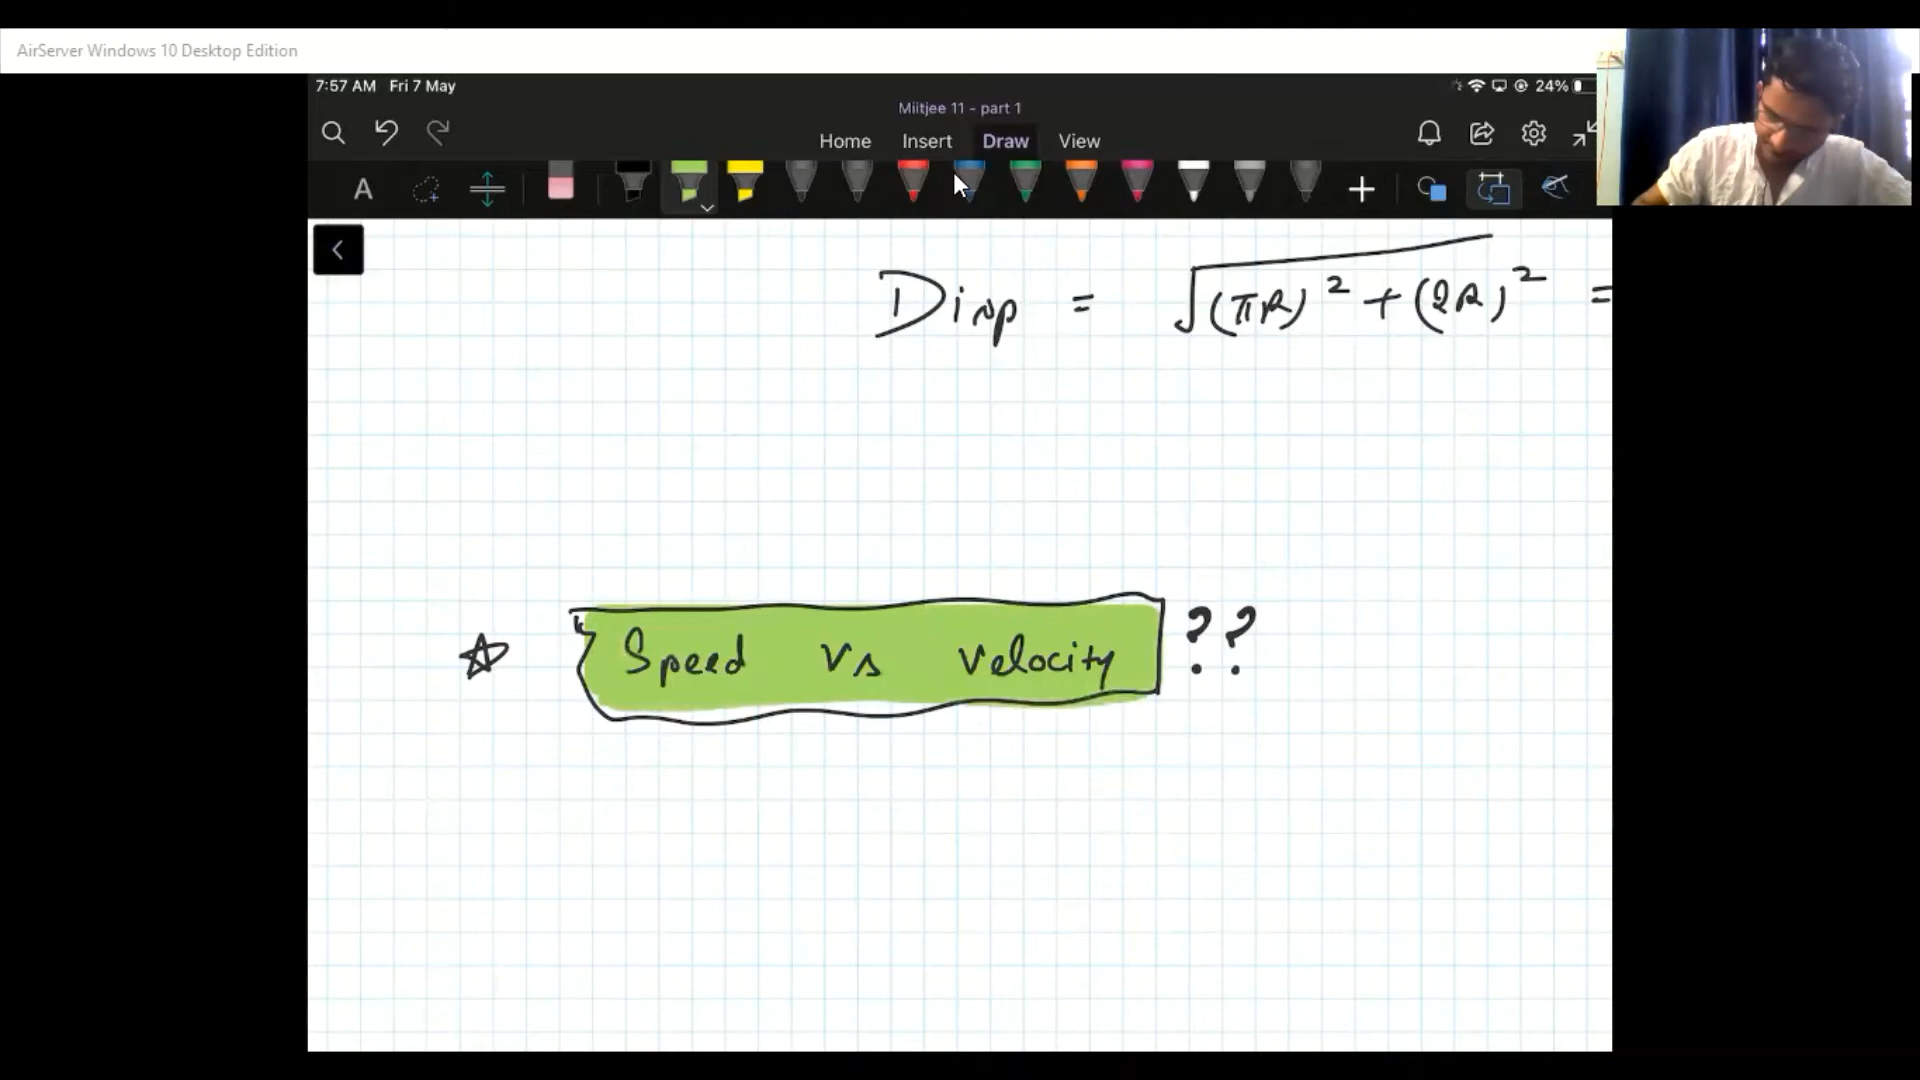 AirServer Windows 10 Desktop Edition
7:57 AM Fri 7 May
24%
Miitjee 11 - part 1
Home Insert Draw View
A
Disp = √(πR)² + (2R)² =
☆ Speed vs velocity ??